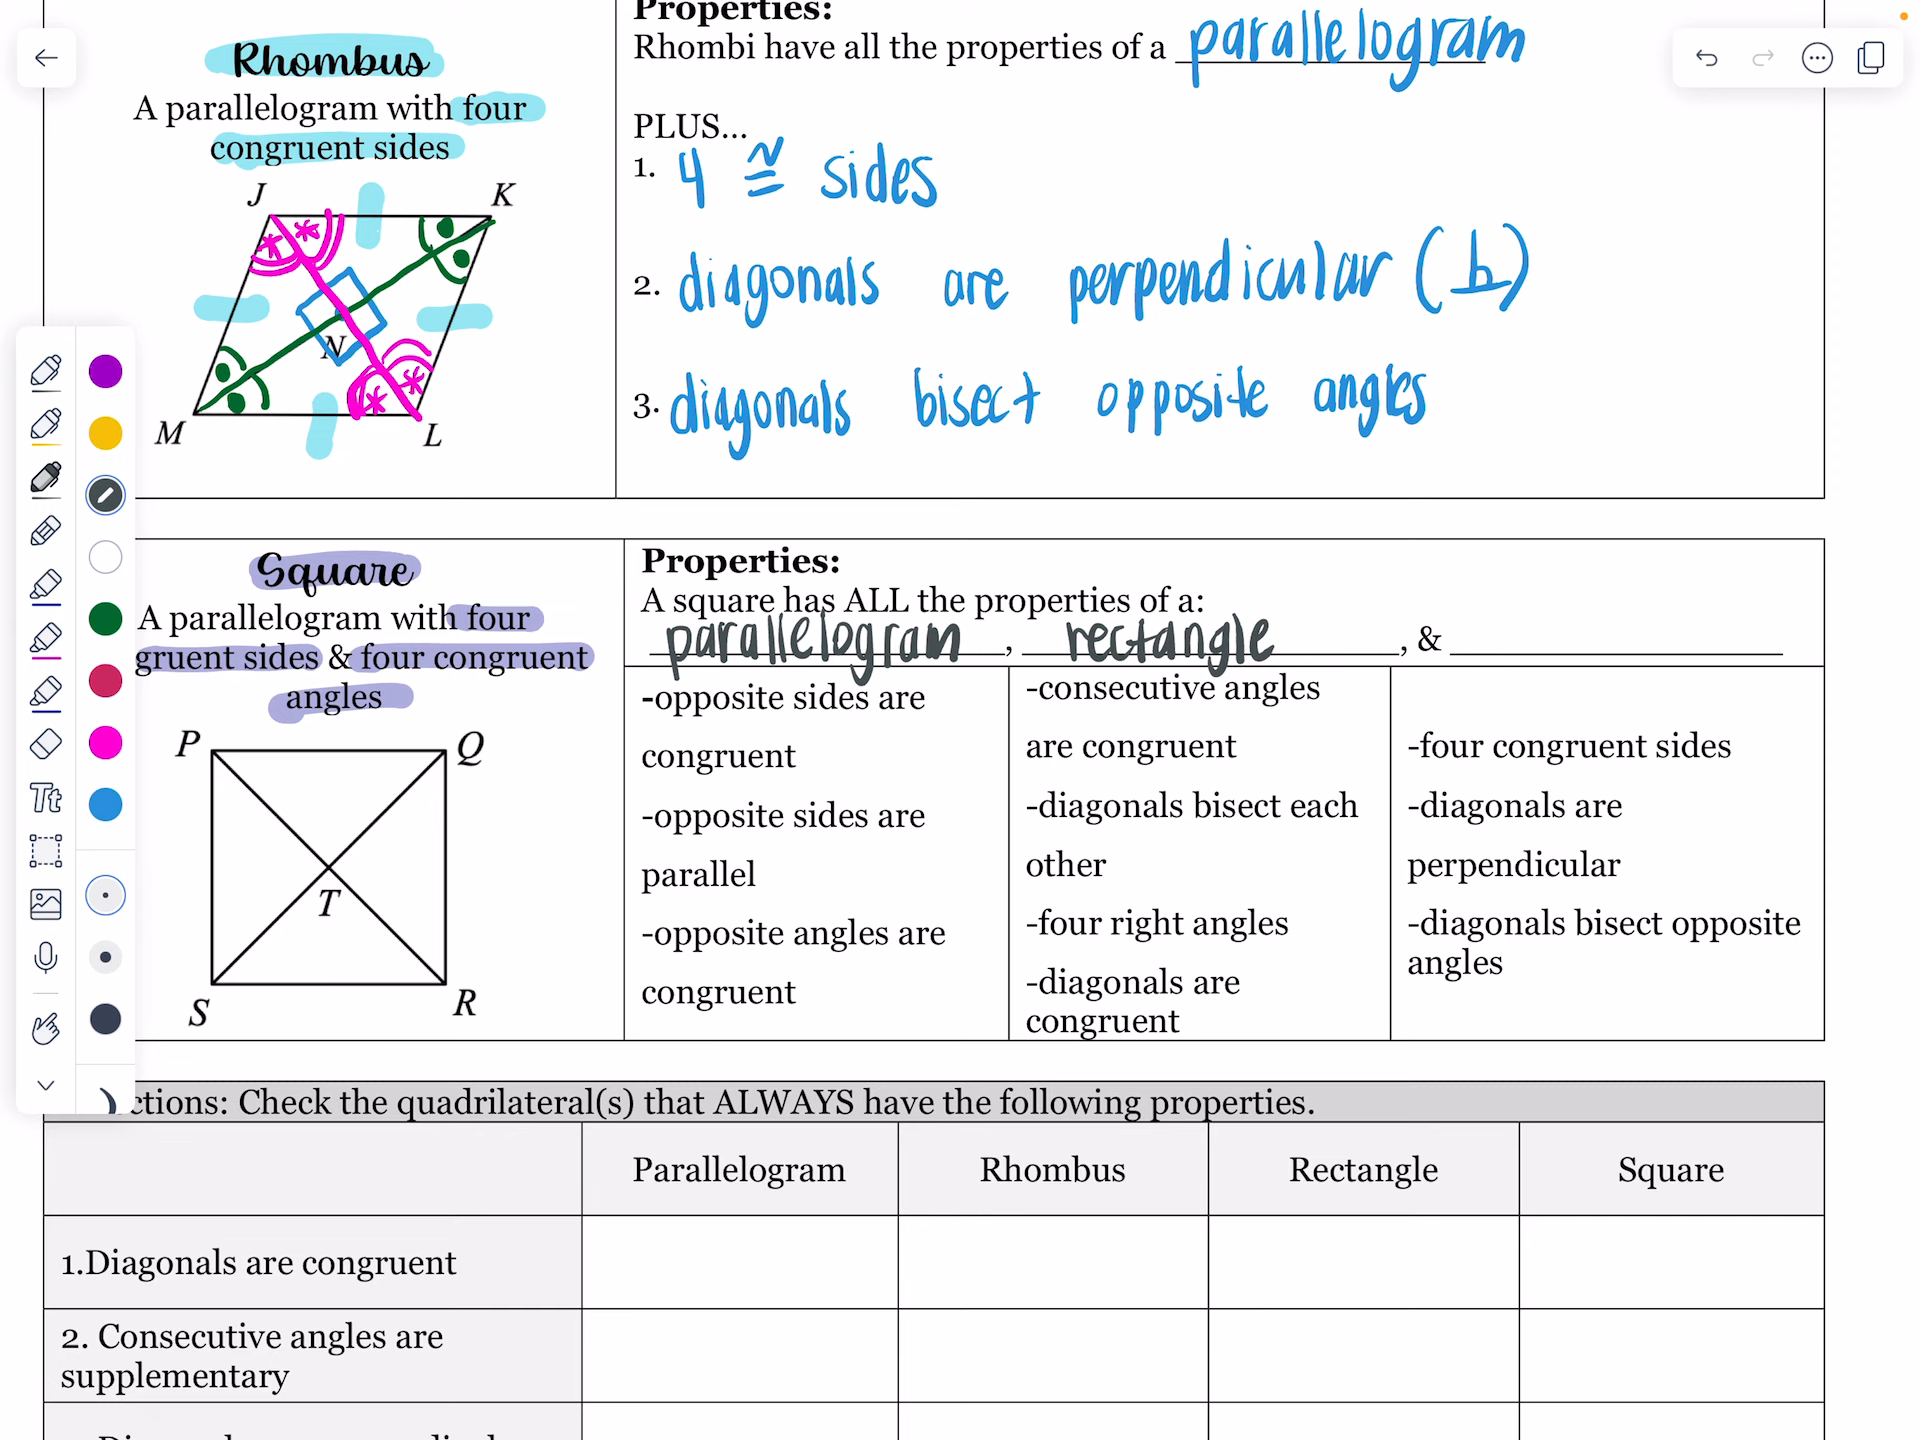 Properties:
Rhombus
Rhombi have all the properties of a parallelogram
A parallelogram with four
congruent sides
PLUS...
1. 4 ≅ sides
2. diagonals are perpendicular (b)
3. diagonals bisect opposite angles
J
K
N
M
L
Square
A parallelogram with four
gruent sides & four congruent
angles
P
Q
T
S
R
Properties:
A square has ALL the properties of a:
parallelogram, rectangle, &
-opposite sides are
congruent
-opposite sides are
parallel
-opposite angles are
congruent
-consecutive angles
are congruent
-diagonals bisect each
other
-four right angles
-diagonals are
congruent
-four congruent sides
-diagonals are
perpendicular
-diagonals bisect opposite
angles
Tt
ctions: Check the quadrilateral(s) that ALWAYS have the following properties.
Parallelogram Rhombus Rectangle Square
1.Diagonals are congruent
2. Consecutive angles are
supplementary